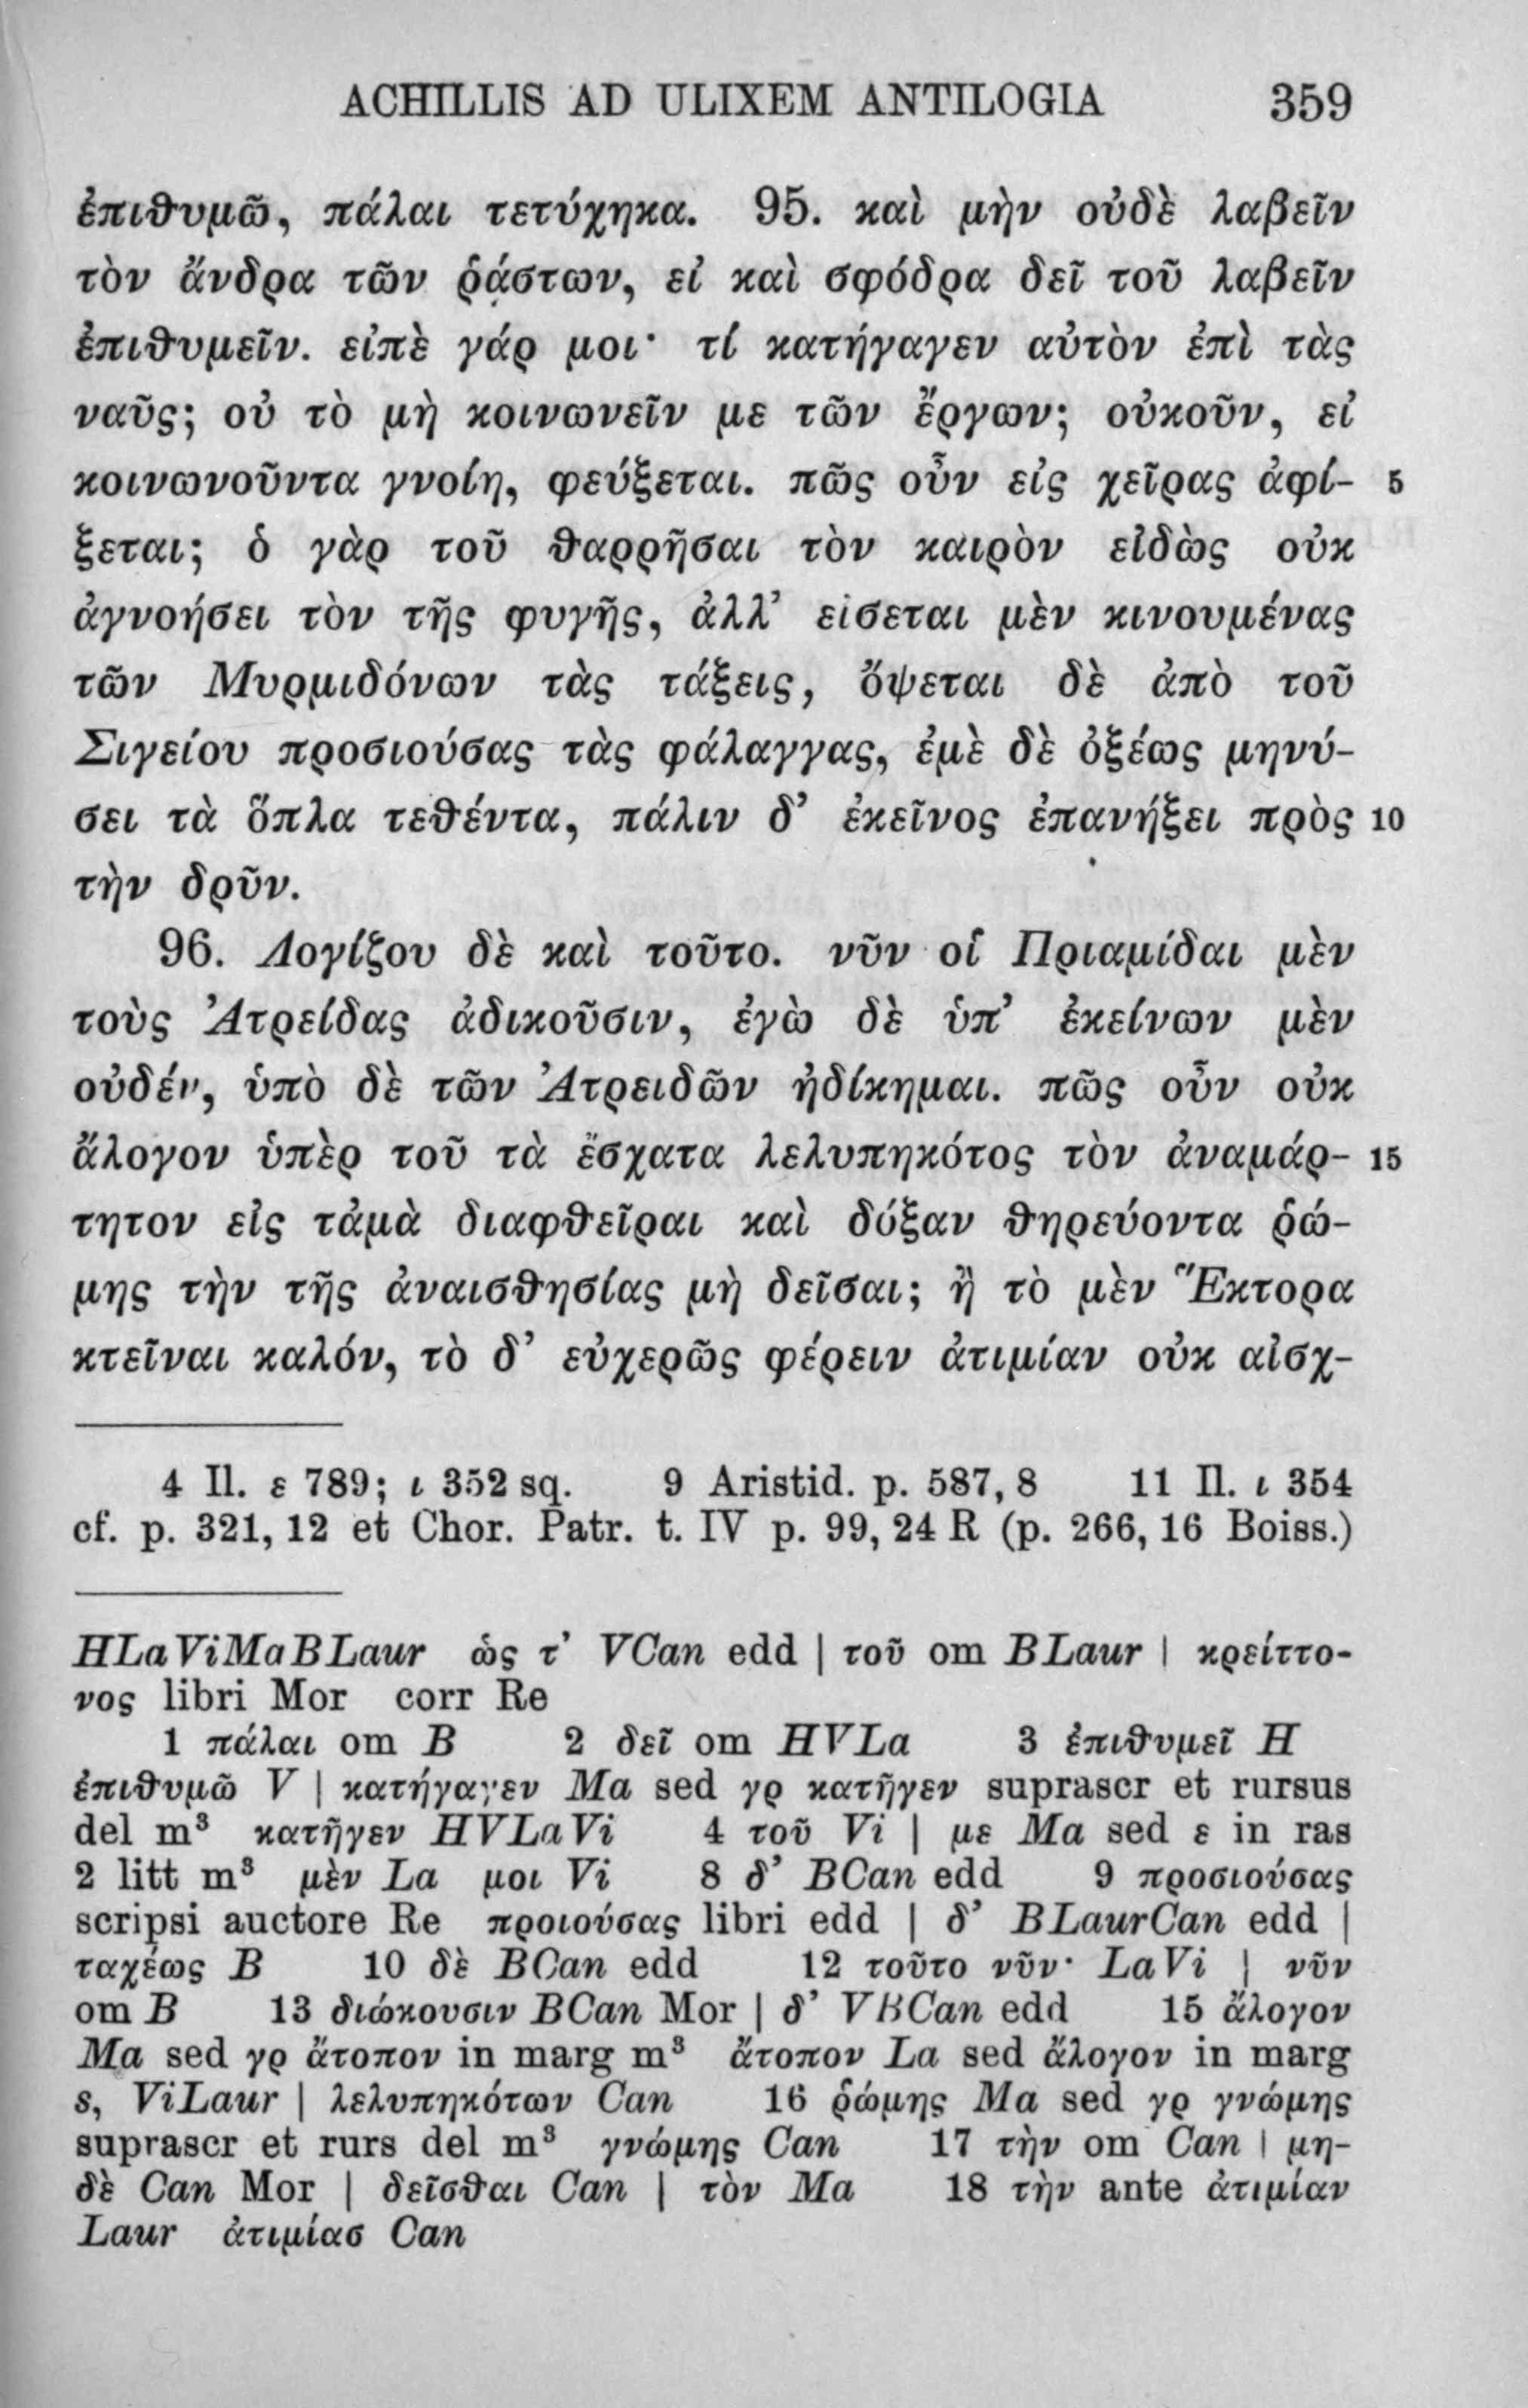 ACHILLIS AD ULIXEM ANTILOGIA 359
ἐπιθυμῶ, πάλαι τετύχηκα. 95. καὶ μὴν οὐδὲ λαβεῖν
τὸν ἄνδρα τῶν ῥᾴστων, εἰ καὶ σφόδρα δεῖ τοῦ λαβεῖν
ἐπιθυμεῖν. εἰπὲ γάρ μοι· τί κατήγαγεν αὐτὸν ἐπὶ τὰς
ναῦς; οὐ τὸ μὴ κοινωνεῖν με τῶν ἔργων; οὐκοῦν, εἰ
κοινωνοῦντα γνοίη, φεύξεται. πῶς οὖν εἰς χεῖρας ἀφί- 5
ξεται; ὁ γὰρ τοῦ θαρρῆσαι τὸν καιρὸν εἰδὼς οὐκ
ἀγνοήσει τὸν τῆς φυγῆς, ἀλλ’ εἴσεται μὲν κινουμένας
τῶν Μυρμιδόνων τὰς τάξεις, ὄψεται δὲ ἀπὸ τοῦ
Σιγείου προσιούσας τὰς φάλαγγας, ἐμὲ δὲ ὀξέως μηνύ-
σει τὰ ὅπλα τεθέντα, πάλιν δ’ ἐκεῖνος ἐπανήξει πρὸς 10
τὴν δρῦν.
96. Λογίζου δὲ καὶ τοῦτο. νῦν οἱ Πριαμίδαι μὲν
τοὺς Ἀτρείδας ἀδικοῦσιν, ἐγὼ δὲ ὑπ’ ἐκείνων μὲν
οὐδέν, ὑπὸ δὲ τῶν Ἀτρειδῶν ἠδίκημαι. πῶς οὖν οὐκ
ἄλογον ὑπὲρ τοῦ τὰ ἔσχατα λελυπηκότος τὸν ἀναμάρ- 15
τητον εἰς τἀμὰ διαφθεῖραι καὶ δόξαν θηρεύοντα ῥώ-
μης τὴν τῆς ἀναισθησίας μὴ δεῖσαι; ἢ τὸ μὲν Ἕκτορα
κτεῖναι καλόν, τὸ δ’ εὐχερῶς φέρειν ἀτιμίαν οὐκ αἰσχ-
4 Il. ε 789; ι 352 sq. 9 Aristid. p. 587, 8 11 Il. ι 354
cf. p. 321, 12 et Chor. Patr. t. IV p. 99, 24 R (p. 266, 16 Boiss.)
HLaViMaBLaur ὡς τ’ VCan edd | τοῦ om BLaur | κρείττο-
νος libri Mor corr Re
1 πάλαι om B 2 δεῖ om HVLa 3 ἐπιθυμεῖ H
ἐπιθυμῶ V | κατήγαγεν Ma sed γρ κατῆγεν suprascr et rursus
del m³ κατῆγεν HVLaVi 4 τοῦ Vi | με Ma sed ε in ras
2 litt m³ μὲν La μοι Vi 8 δ’ BCan edd 9 προσιούσας
scripsi auctore Re προιούσας libri edd | δ’ BLaurCan edd |
ταχέως B 10 δὲ BCan edd 12 τοῦτο νῦν· LaVi | νῦν
om B 13 διώκουσιν BCan Mor | δ’ VBCan edd 15 ἄλογον
Ma sed γρ ἄτοπον in marg m³ ἄτοπον La sed ἄλογον in marg
s, ViLaur | λελυπηκότων Can 16 ῥώμης Ma sed γρ γνώμης
suprascr et rurs del m³ γνώμης Can 17 τὴν om Can | μη-
δὲ Can Mor | δεῖσθαι Can | τὸν Ma 18 τὴν ante ἀτιμίαν
Laur ἀτιμίασ Can